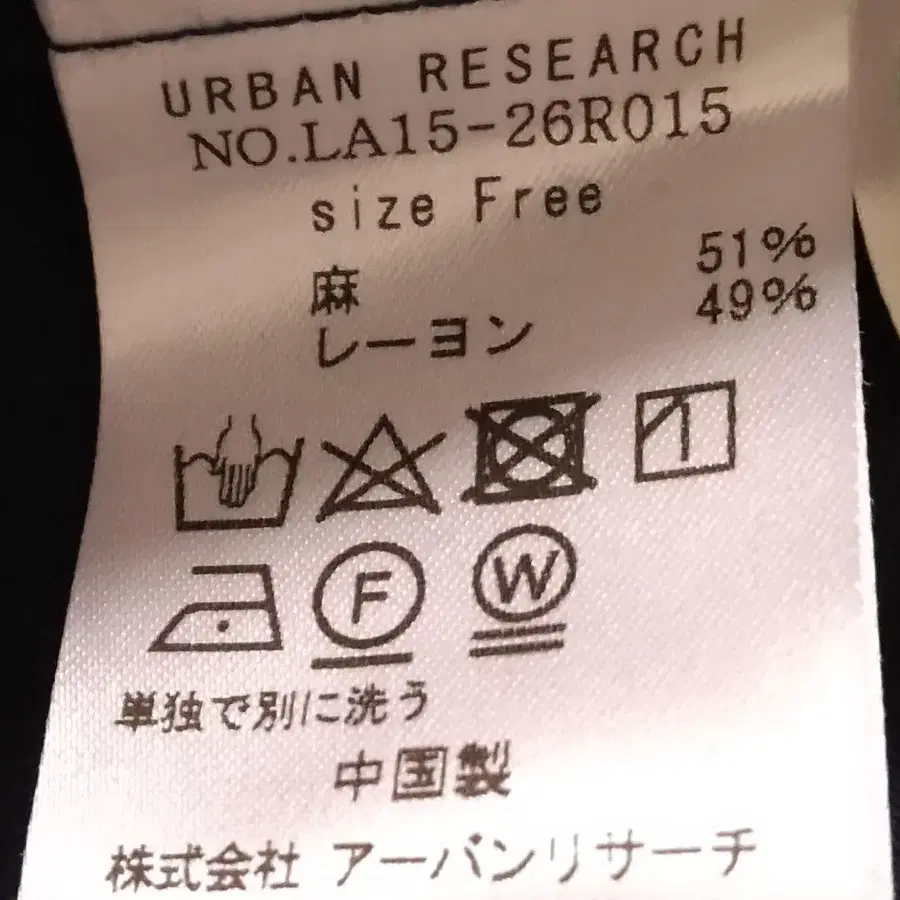 URBAN RESEARCH
NO.LA15-26R015
size Free
麻 51%
レーヨン 49%
F W
単独で別に洗う
中国製
株式会社 アーバンリサーチ